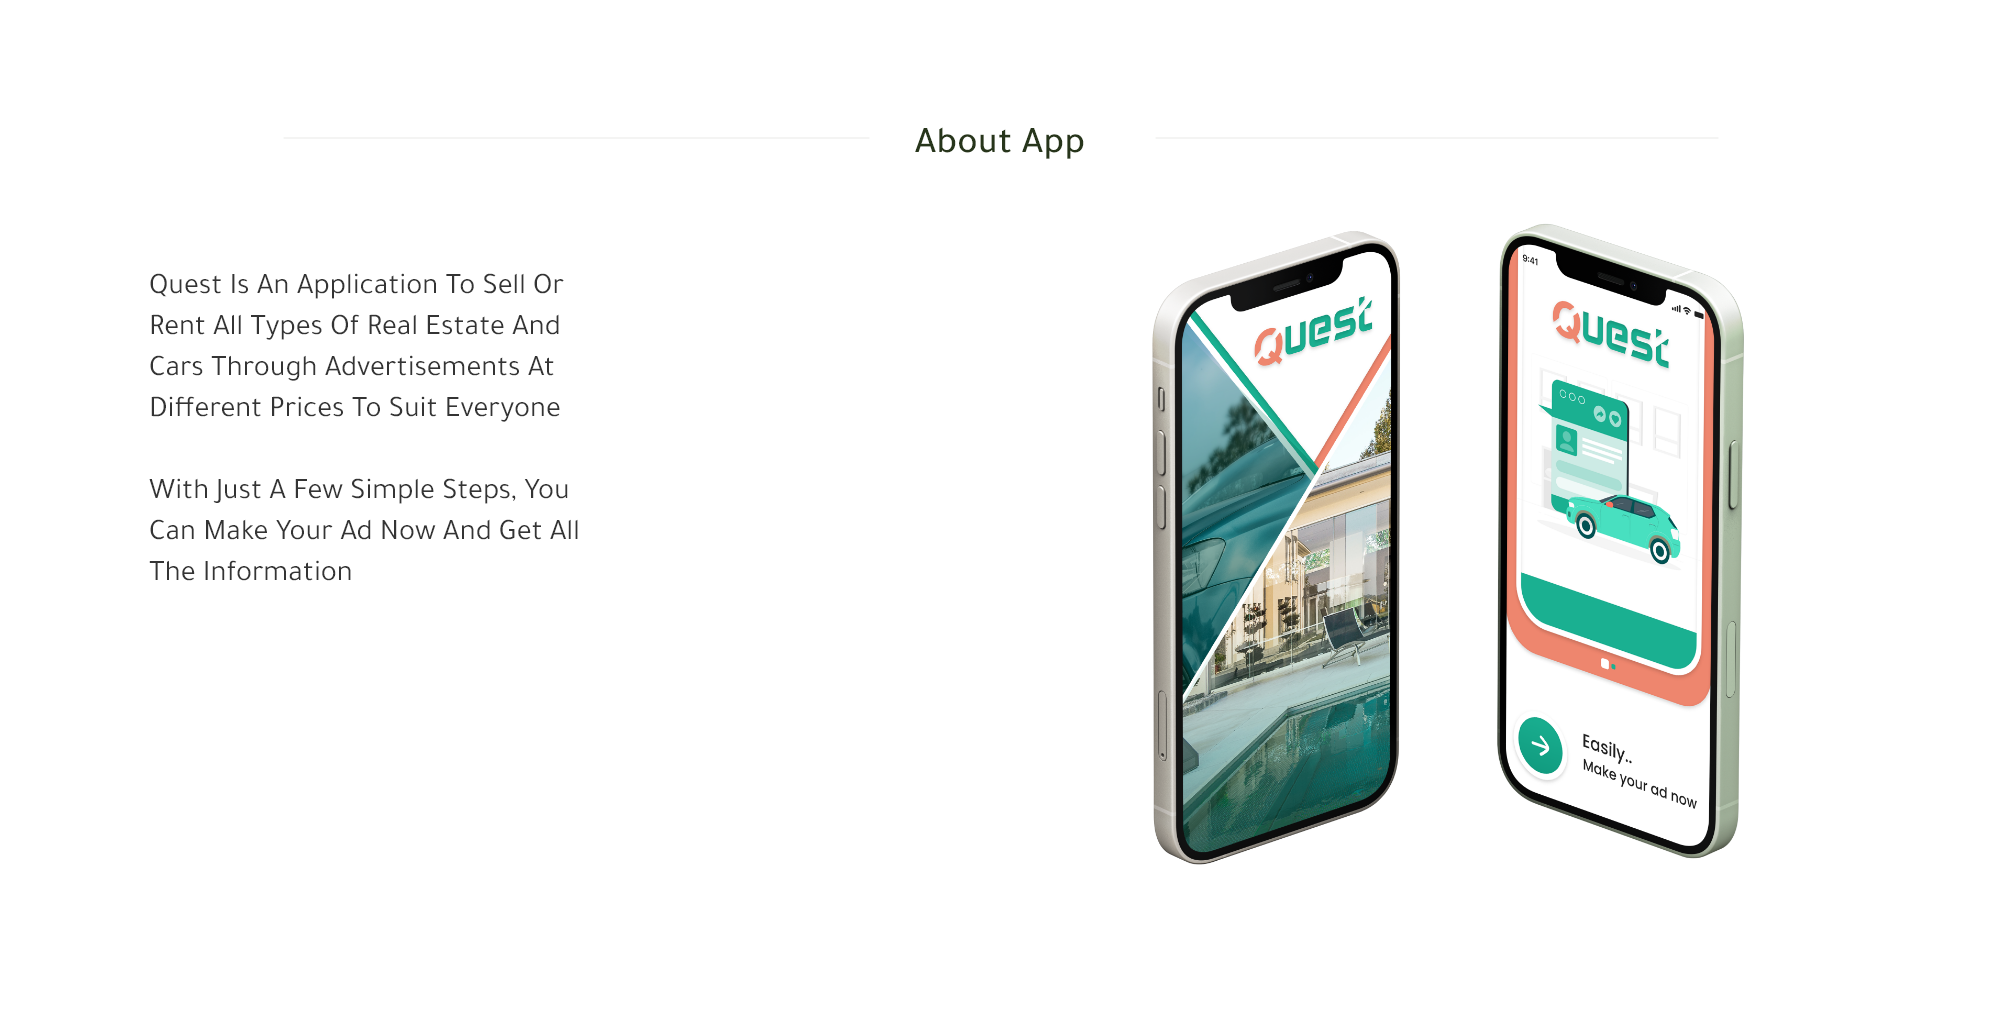 About App
Quest Is An Application To Sell Or
Rent All Types Of Real Estate And
Cars Through Advertisements At
Different Prices To Suit Everyone
With Just A Few Simple Steps, You
Can Make Your Ad Now And Get All
The Information
Quest
9:41
Quest
Easily..
Make your ad now